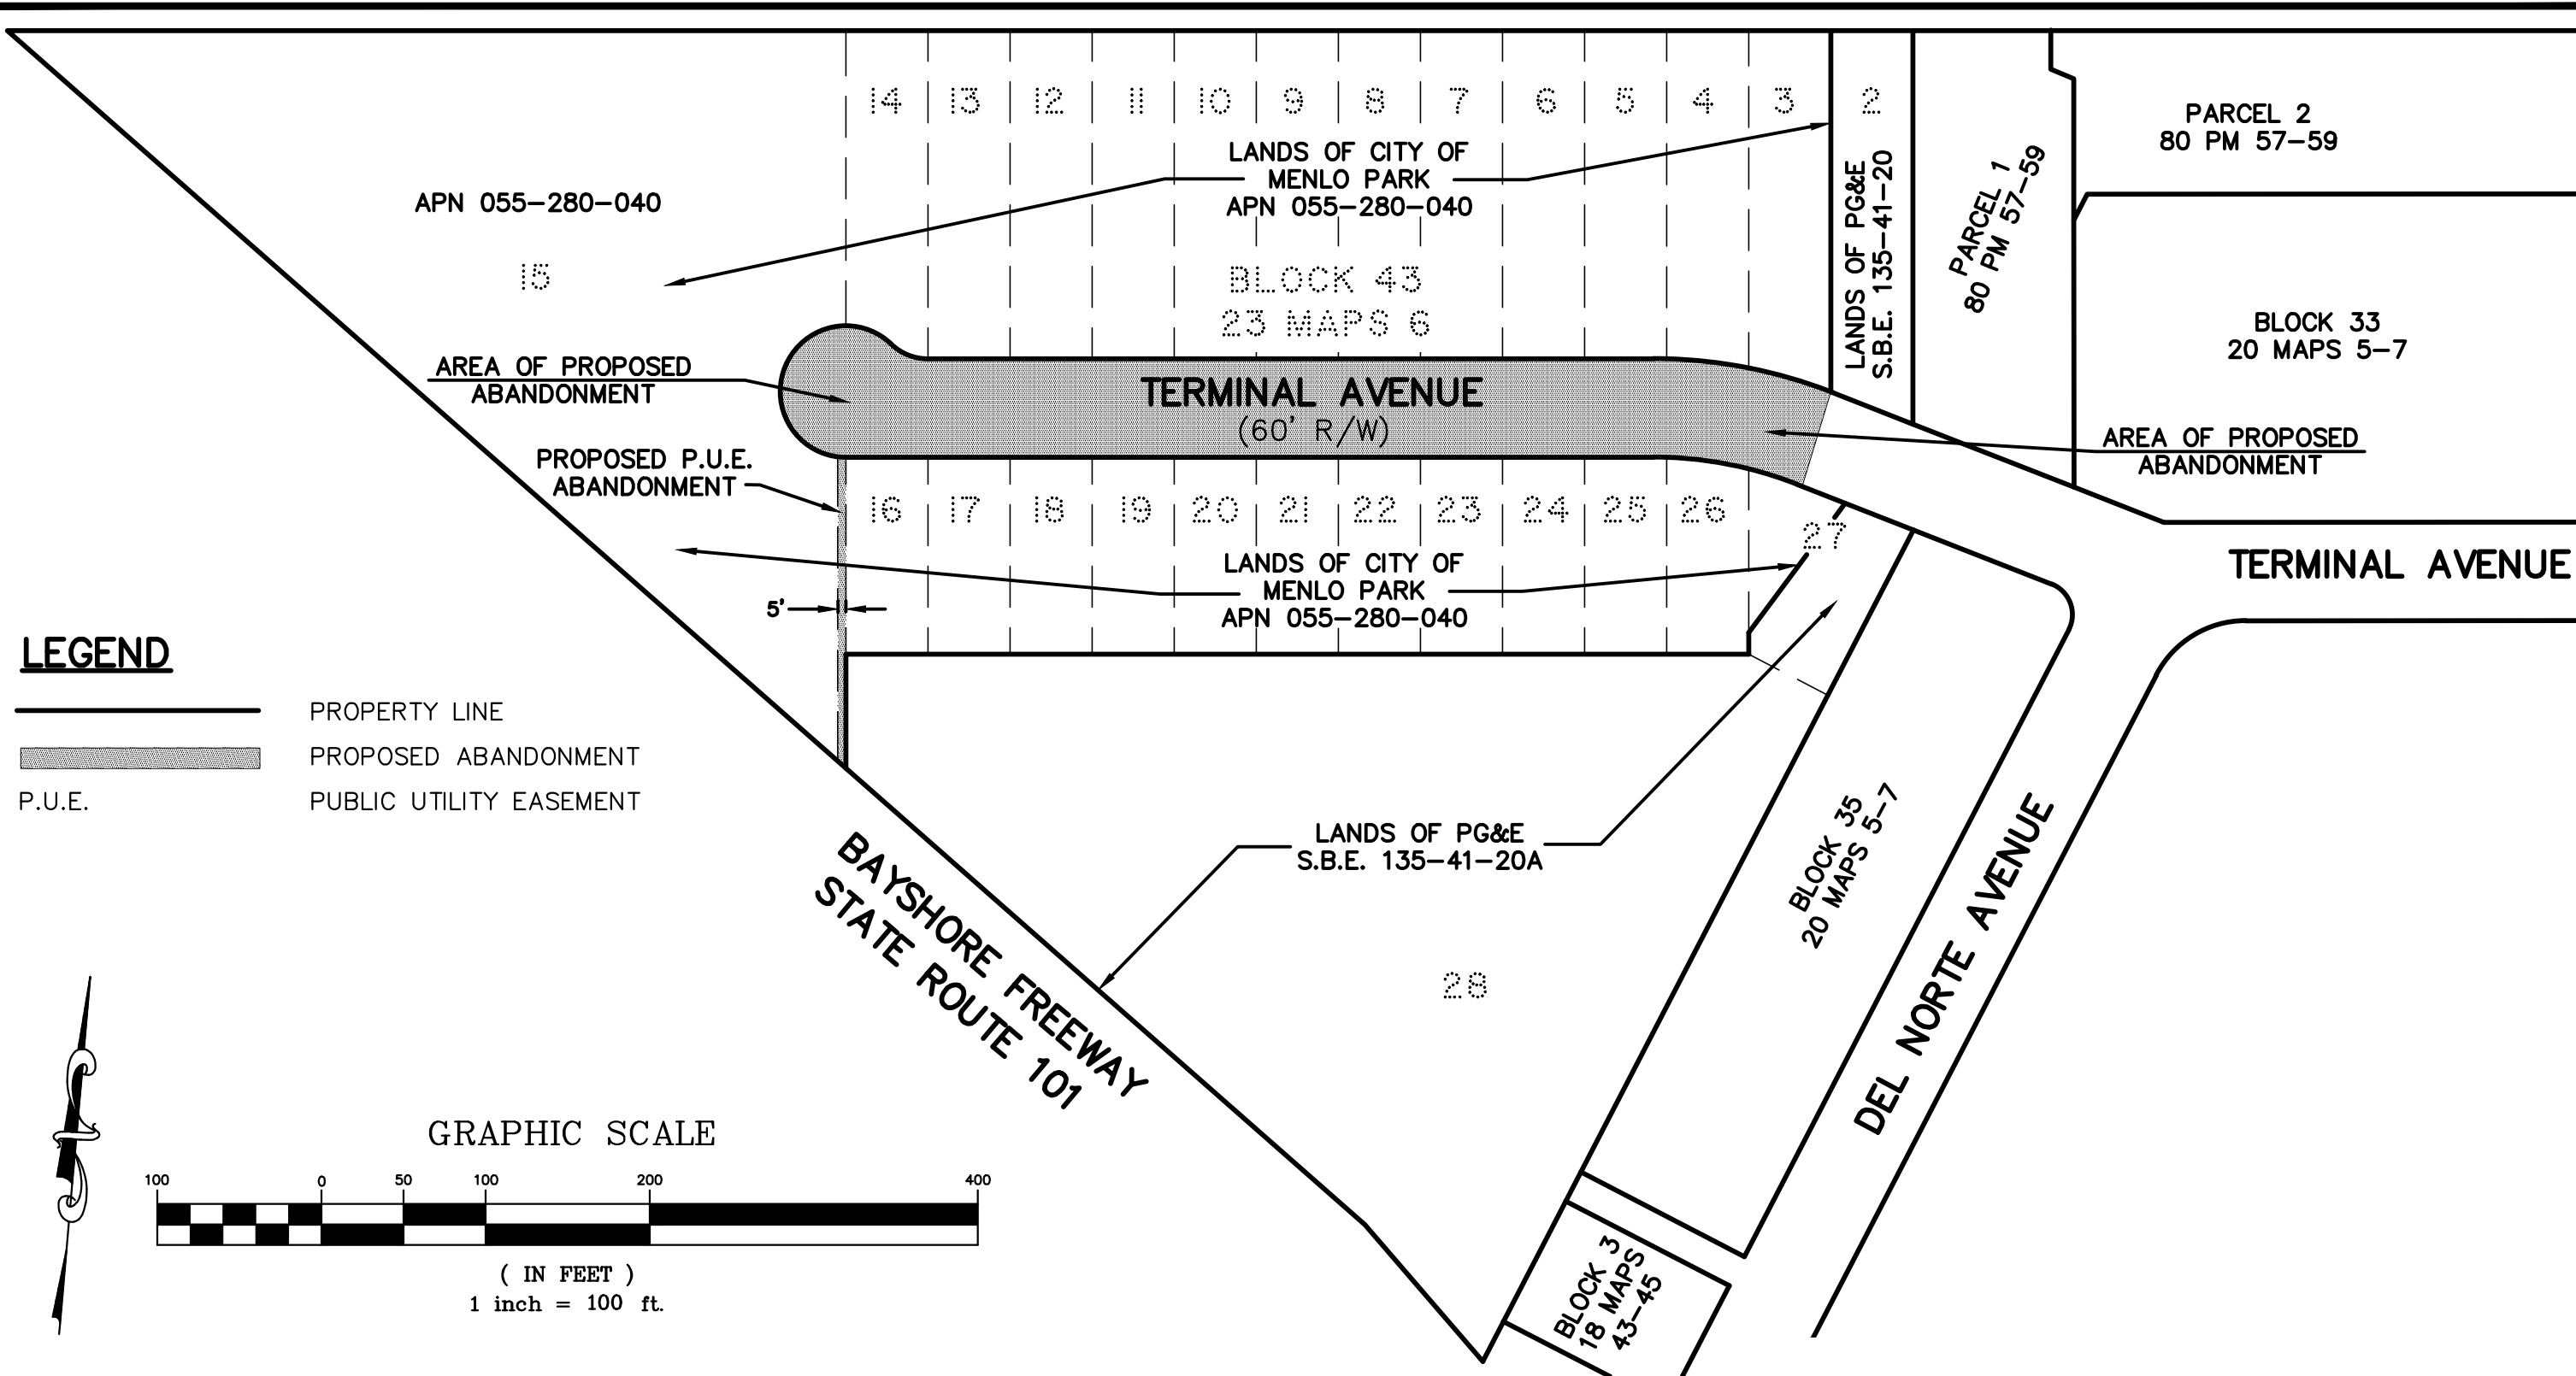 14 13 12 11 10 9 8 7 6 5 4 3 2
LANDS OF CITY OF
MENLO PARK
APN 055-280-040
APN 055-280-040
15
BLOCK 43
23 MAPS 6
LANDS OF PG&E
S.B.E. 135-41-20
PARCEL 1
80 PM 57-59
PARCEL 2
80 PM 57-59
BLOCK 33
20 MAPS 5-7
AREA OF PROPOSED
ABANDONMENT
TERMINAL AVENUE
(60' R/W)
AREA OF PROPOSED
ABANDONMENT
PROPOSED P.U.E.
ABANDONMENT
16 17 18 19 20 21 22 23 24 25 26 27
LANDS OF CITY OF
MENLO PARK
APN 055-280-040
5'
TERMINAL AVENUE
LEGEND
PROPERTY LINE
PROPOSED ABANDONMENT
P.U.E. PUBLIC UTILITY EASEMENT
LANDS OF PG&E
S.B.E. 135-41-20A
28
BAYSHORE FREEWAY
STATE ROUTE 101
BLOCK 35
20 MAPS 5-7
DEL NORTE AVENUE
BLOCK 3
18 MAPS
43-45
GRAPHIC SCALE
100 0 50 100 200 400
( IN FEET )
1 inch = 100 ft.